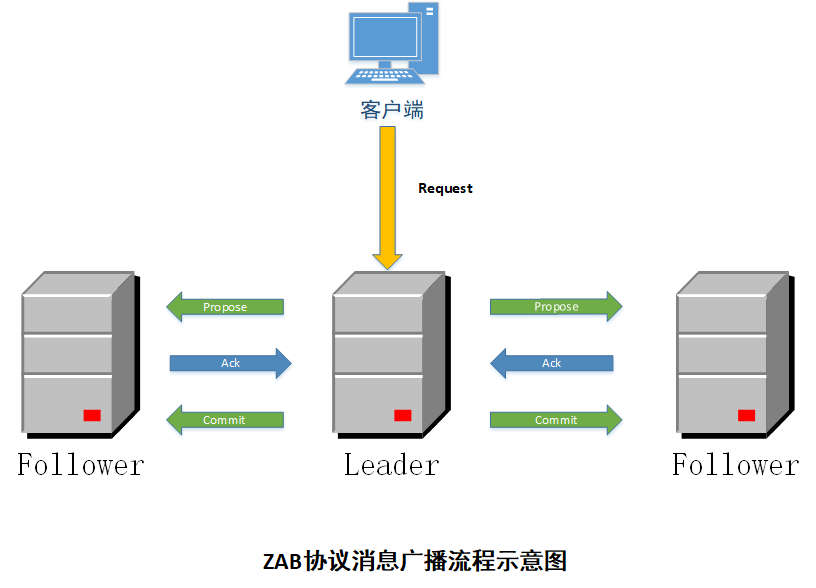 客户端
Request
Propose
Propose
Ack
Ack
Commit
Commit
Follower
Leader
Follower
ZAB协议消息广播流程示意图